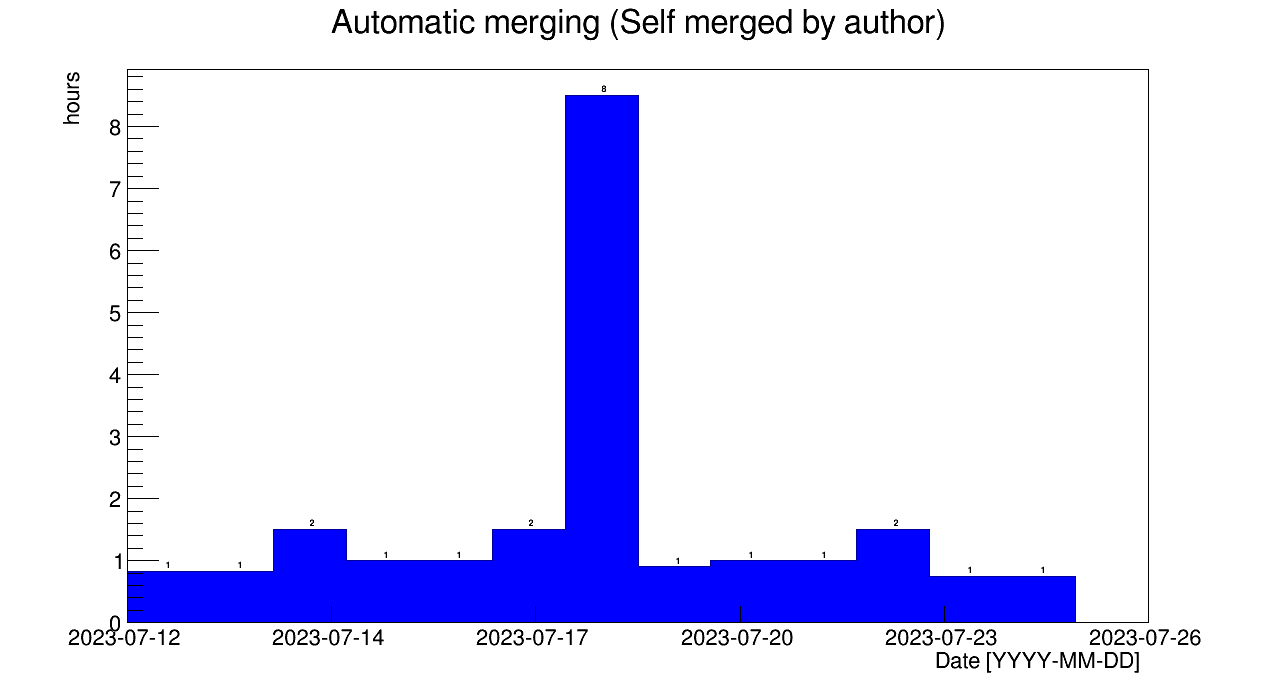 Automatic merging (Self merged by author)
hours
8
7
6
5
4
3
2
1
0
1 1 2 1 1 2 8 1 1 1 2 1 1
2023-07-12 2023-07-14 2023-07-17 2023-07-20 2023-07-23 2023-07-26
Date [YYYY-MM-DD]